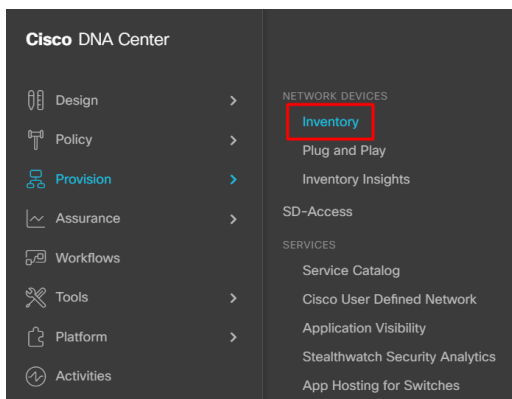 Cisco DNA Center
Design
Policy
Provision
Assurance
Workflows
Tools
Platform
Activities
NETWORK DEVICES
Inventory
Plug and Play
Inventory Insights
SD-Access
SERVICES
Service Catalog
Cisco User Defined Network
Application Visibility
Stealthwatch Security Analytics
App Hosting for Switches